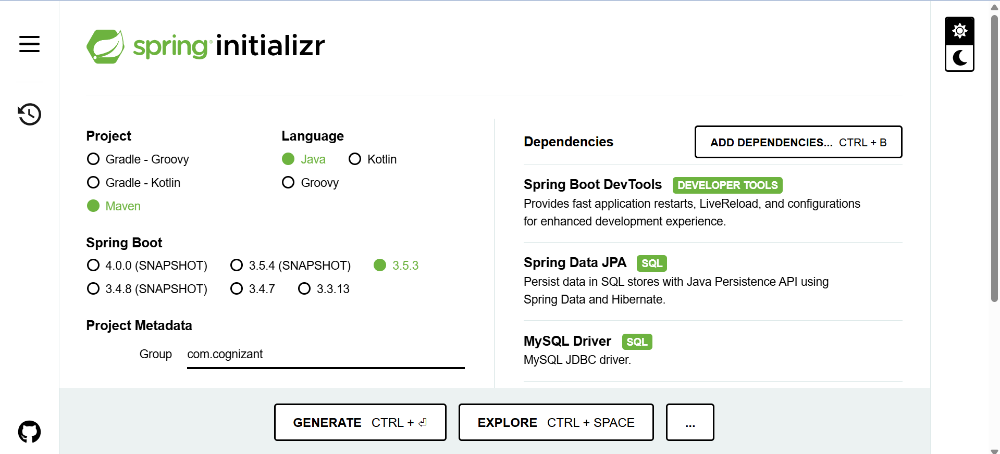 spring initializr
Project
Gradle - Groovy
Gradle - Kotlin
Maven
Language
Java Kotlin
Groovy
Spring Boot
4.0.0 (SNAPSHOT) 3.5.4 (SNAPSHOT) 3.5.3
3.4.8 (SNAPSHOT) 3.4.7 3.3.13
Project Metadata
Group com.cognizant
Dependencies
ADD DEPENDENCIES... CTRL + B
Spring Boot DevTools DEVELOPER TOOLS
Provides fast application restarts, LiveReload, and configurations
for enhanced development experience.
Spring Data JPA SQL
Persist data in SQL stores with Java Persistence API using
Spring Data and Hibernate.
MySQL Driver SQL
MySQL JDBC driver.
GENERATE CTRL + ⏎
EXPLORE CTRL + SPACE
...